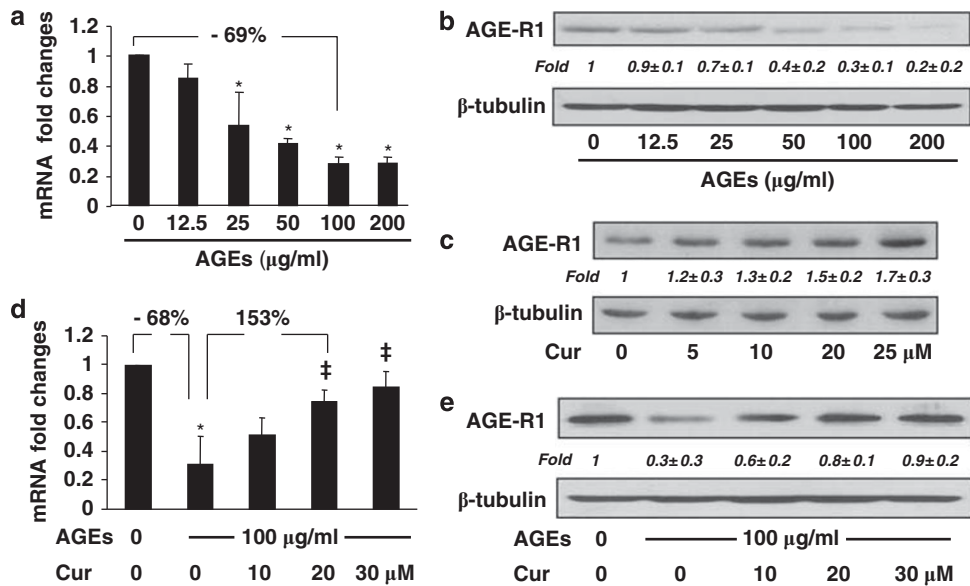 a
mRNA fold changes
1.2
1
0.8
0.6
0.4
0.2
0
- 69%
*
*
*
*
0 12.5 25 50 100 200
AGEs (μg/ml)
b
AGE-R1
Fold 1 0.9±0.1 0.7±0.1 0.4±0.2 0.3±0.1 0.2±0.2
β-tubulin
0 12.5 25 50 100 200
AGEs (μg/ml)
c
AGE-R1
Fold 1 1.2±0.3 1.3±0.2 1.5±0.2 1.7±0.3
β-tubulin
Cur 0 5 10 20 25 μM
d
mRNA fold changes
1.2
1
0.8
0.6
0.4
0.2
0
- 68% 153%
*
‡
‡
AGEs 0 100 μg/ml
Cur 0 0 10 20 30 μM
e
AGE-R1
Fold 1 0.3±0.3 0.6±0.2 0.8±0.1 0.9±0.2
β-tubulin
AGEs 0 100 μg/ml
Cur 0 0 10 20 30 μM